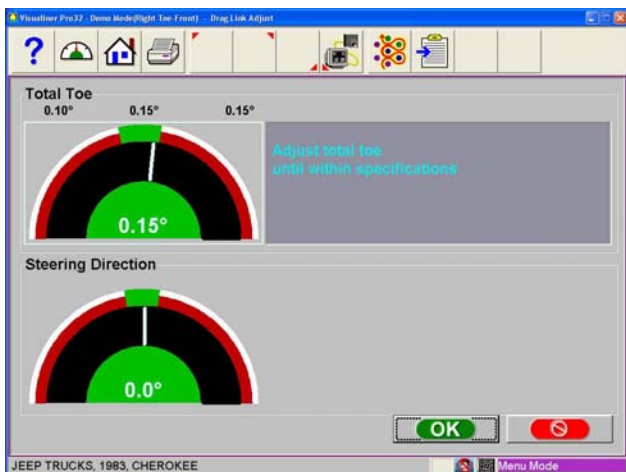 Visualiner Pro32 - Demo Mode(Right Toe-Front) - Drag Link Adjust
?
Total Toe
0.10° 0.15° 0.15°
Adjust total toe
until within specifications
0.15°
Steering Direction
0.0°
OK
JEEP TRUCKS, 1983, CHEROKEE
Menu Mode